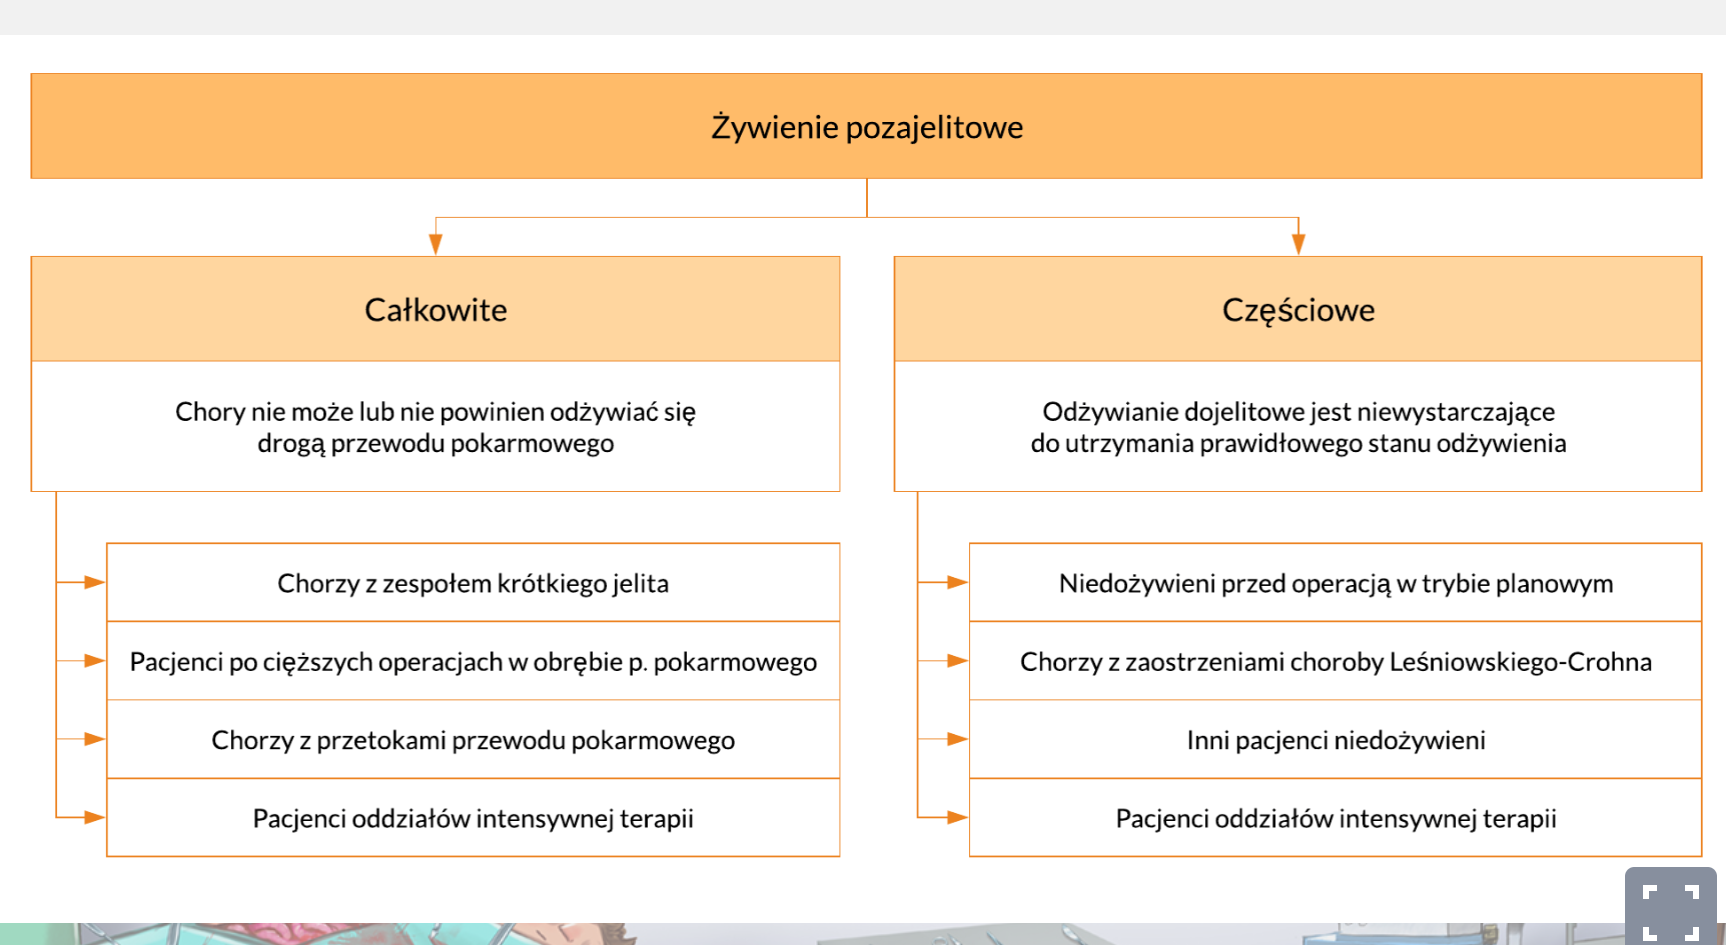 Żywienie pozajelitowe
Całkowite
Chory nie może lub nie powinien odżywiać się
drogą przewodu pokarmowego
Chorzy z zespołem krótkiego jelita
Pacjenci po cięższych operacjach w obrębie p. pokarmowego
Chorzy z przetokami przewodu pokarmowego
Pacjenci oddziałów intensywnej terapii
Częściowe
Odżywianie dojelitowe jest niewystarczające
do utrzymania prawidłowego stanu odżywienia
Niedożywieni przed operacją w trybie planowym
Chorzy z zaostrzeniami choroby Leśniowskiego-Crohna
Inni pacjenci niedożywieni
Pacjenci oddziałów intensywnej terapii